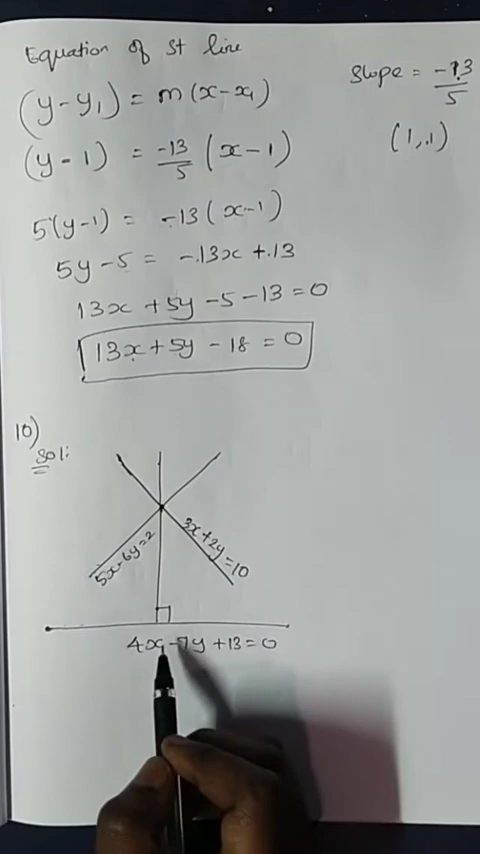 Equation of st line
(y-y₁) = m(x-x₁)
Slope = -13/5
(1,1)
(y-1) = -13/5 (x-1)
5(y-1) = -13(x-1)
5y-5 = -13x+13
13x+5y-5-13=0
13x+5y-18=0
10)
Sol:
5x-6y=2
3x+2y=10
4x-7y+13=0